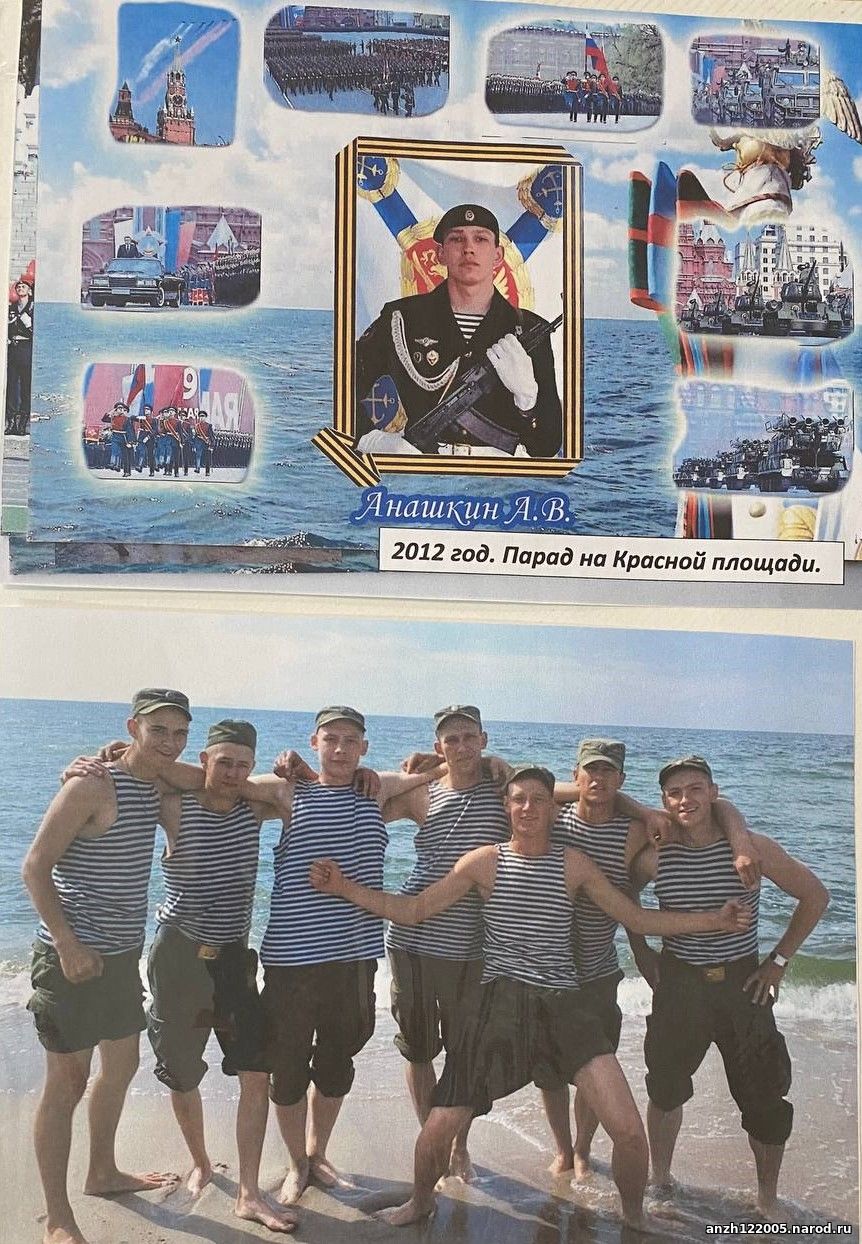 Анашкин А.В.
2012 год. Парад на Красной площади.
anzh122005.narod.ru